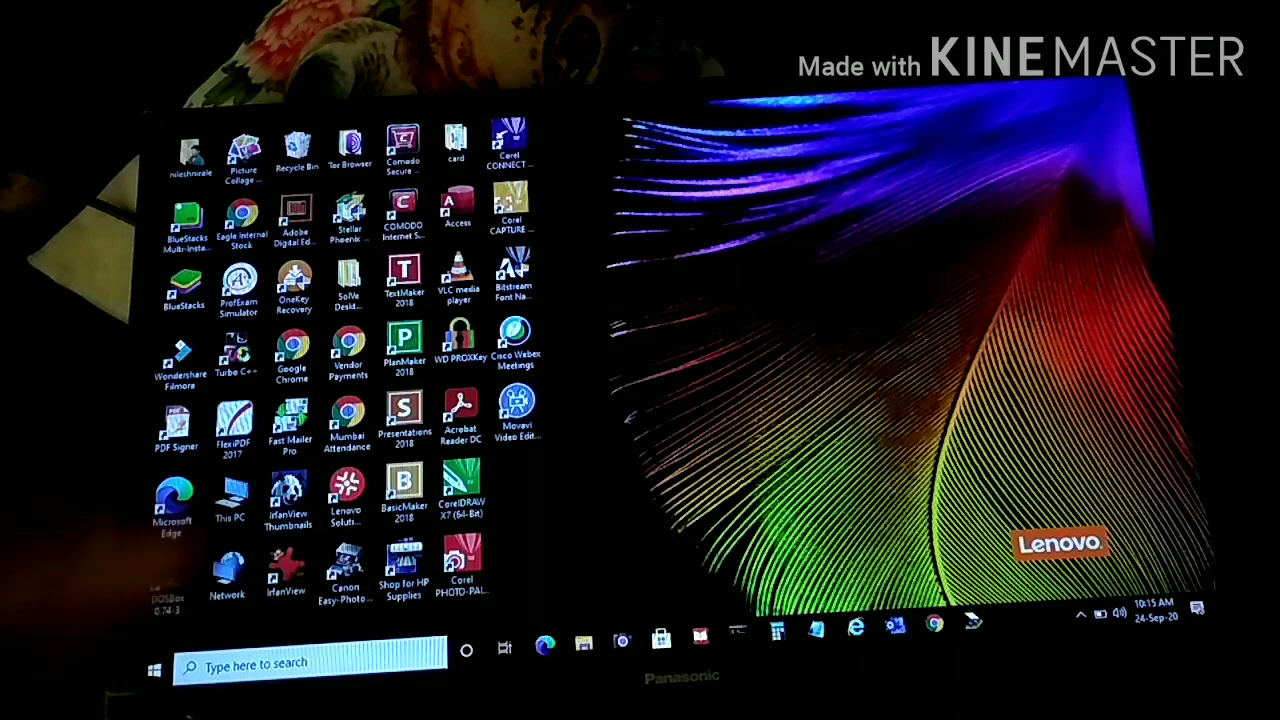 Made with KINEMASTER
nileshnirale
Picture
Collage ...
Recycle Bin
Tor Browser
Comodo
Secure ...
card
Corel
CONNECT ...
BlueStacks
Multi-Insta...
Eagle Internal
Stock
Adobe
Digital Ed...
Stellar
Phoenix ...
COMODO
Internet S...
Access
Corel
CAPTURE ...
BlueStacks
ProfExam
Simulator
OneKey
Recovery
SolVe
Deskt...
TextMaker
2018
VLC media
player
Bitstream
Font Na...
Wondershare
Filmora
Turbo C++
Google
Chrome
Vendor
Payments
PlanMaker
2018
WD PROXKey
Cisco Webex
Meetings
PDF Signer
FlexiPDF
2017
Fast Mailer
Pro
Mumbai
Attendance
Presentations
2018
Acrobat
Reader DC
Movavi
Video Edit...
Microsoft
Edge
This PC
IrfanView
Thumbnails
Lenovo
Soluti...
BasicMaker
2018
CorelDRAW
X7 (64-Bit)
DOSBox
0.74-3
Network
IrfanView
Canon
Easy-Photo...
Shop for HP
Supplies
Corel
PHOTO-PAI...
Lenovo
Type here to search
10:15 AM
24-Sep-20
Panasonic